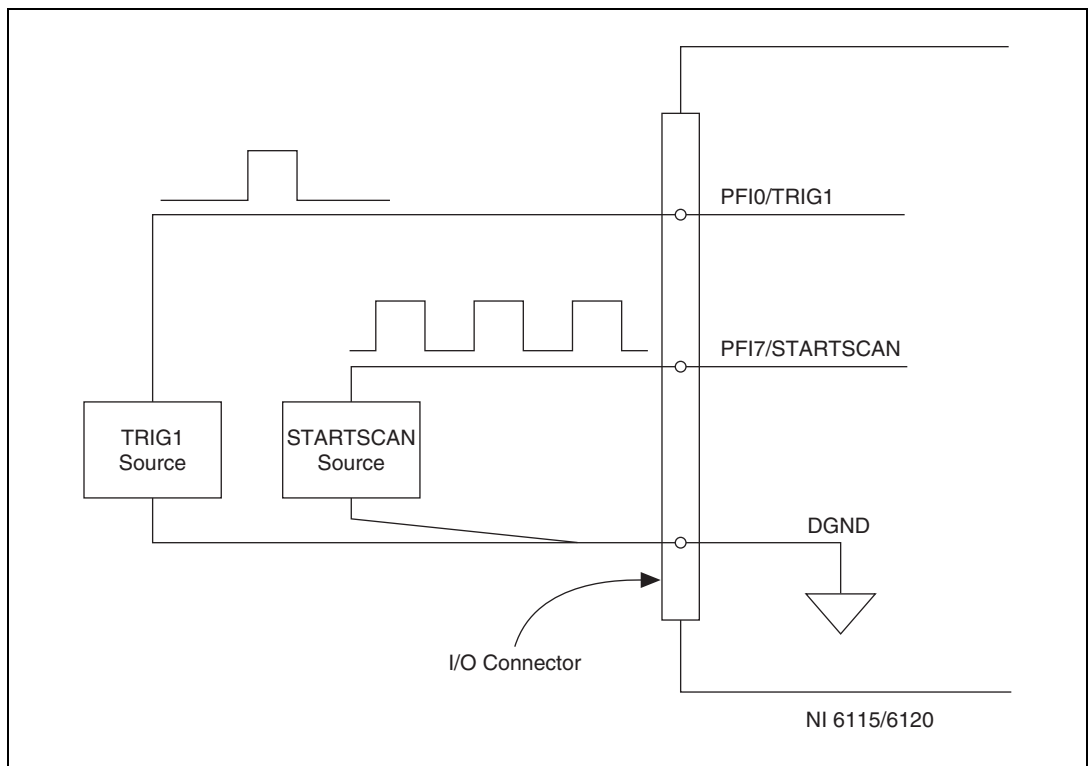 PFI0/TRIG1
PFI7/STARTSCAN
TRIG1
Source
STARTSCAN
Source
DGND
I/O Connector
NI 6115/6120